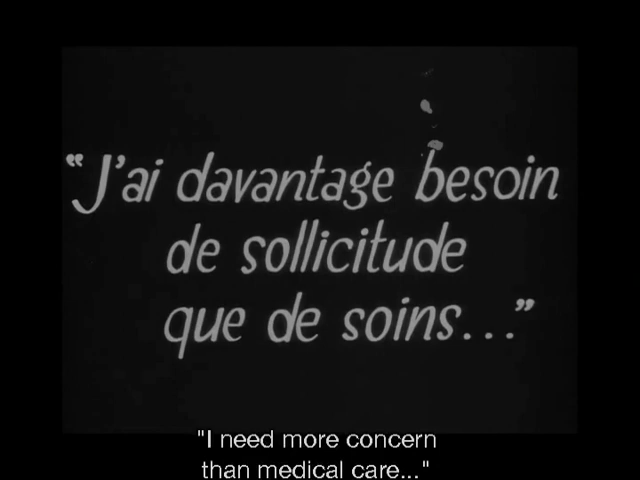 “J'ai davantage besoin
de sollicitude
que de soins...”
"I need more concern
than medical care..."